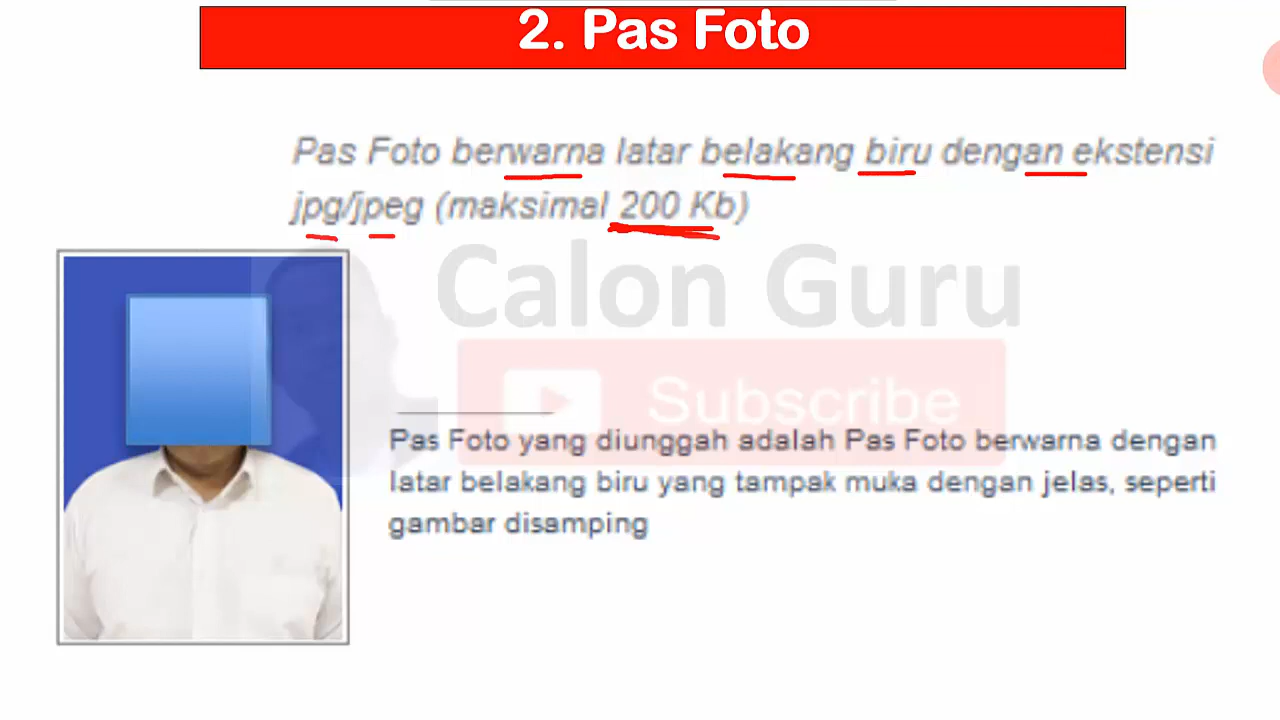 2. Pas Foto
Pas Foto berwarna latar belakang biru dengan ekstensi
jpg/jpeg (maksimal 200 Kb)
Calon Guru
Subscribe
Pas Foto yang diunggah adalah Pas Foto berwarna dengan
latar belakang biru yang tampak muka dengan jelas, seperti
gambar disamping